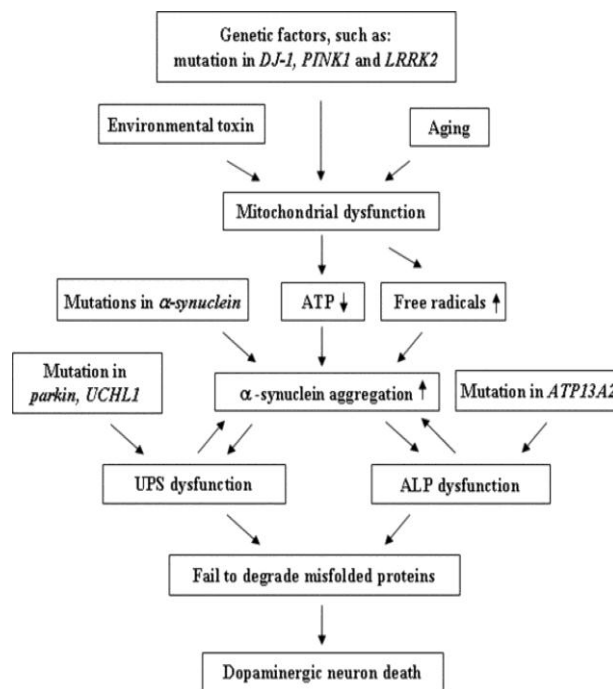 Genetic factors, such as:
mutation in DJ-1, PINK1 and LRRK2
Environmental toxin
Aging
Mitochondrial dysfunction
Mutations in α-synuclein
ATP ↓
Free radicals ↑
Mutation in
parkin, UCHL1
α-synuclein aggregation ↑
Mutation in ATP13A2
UPS dysfunction
ALP dysfunction
Fail to degrade misfolded proteins
Dopaminergic neuron death